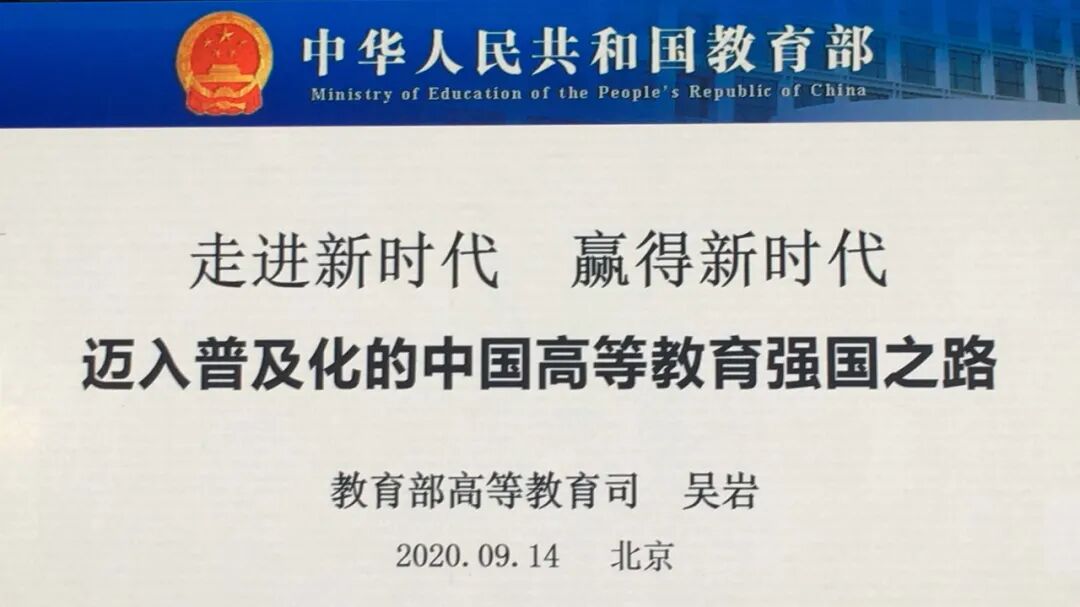 中华人民共和国教育部
Ministry of Education of the People's Republic of China
走进新时代 赢得新时代
迈入普及化的中国高等教育强国之路
教育部高等教育司 吴岩
2020.09.14 北京